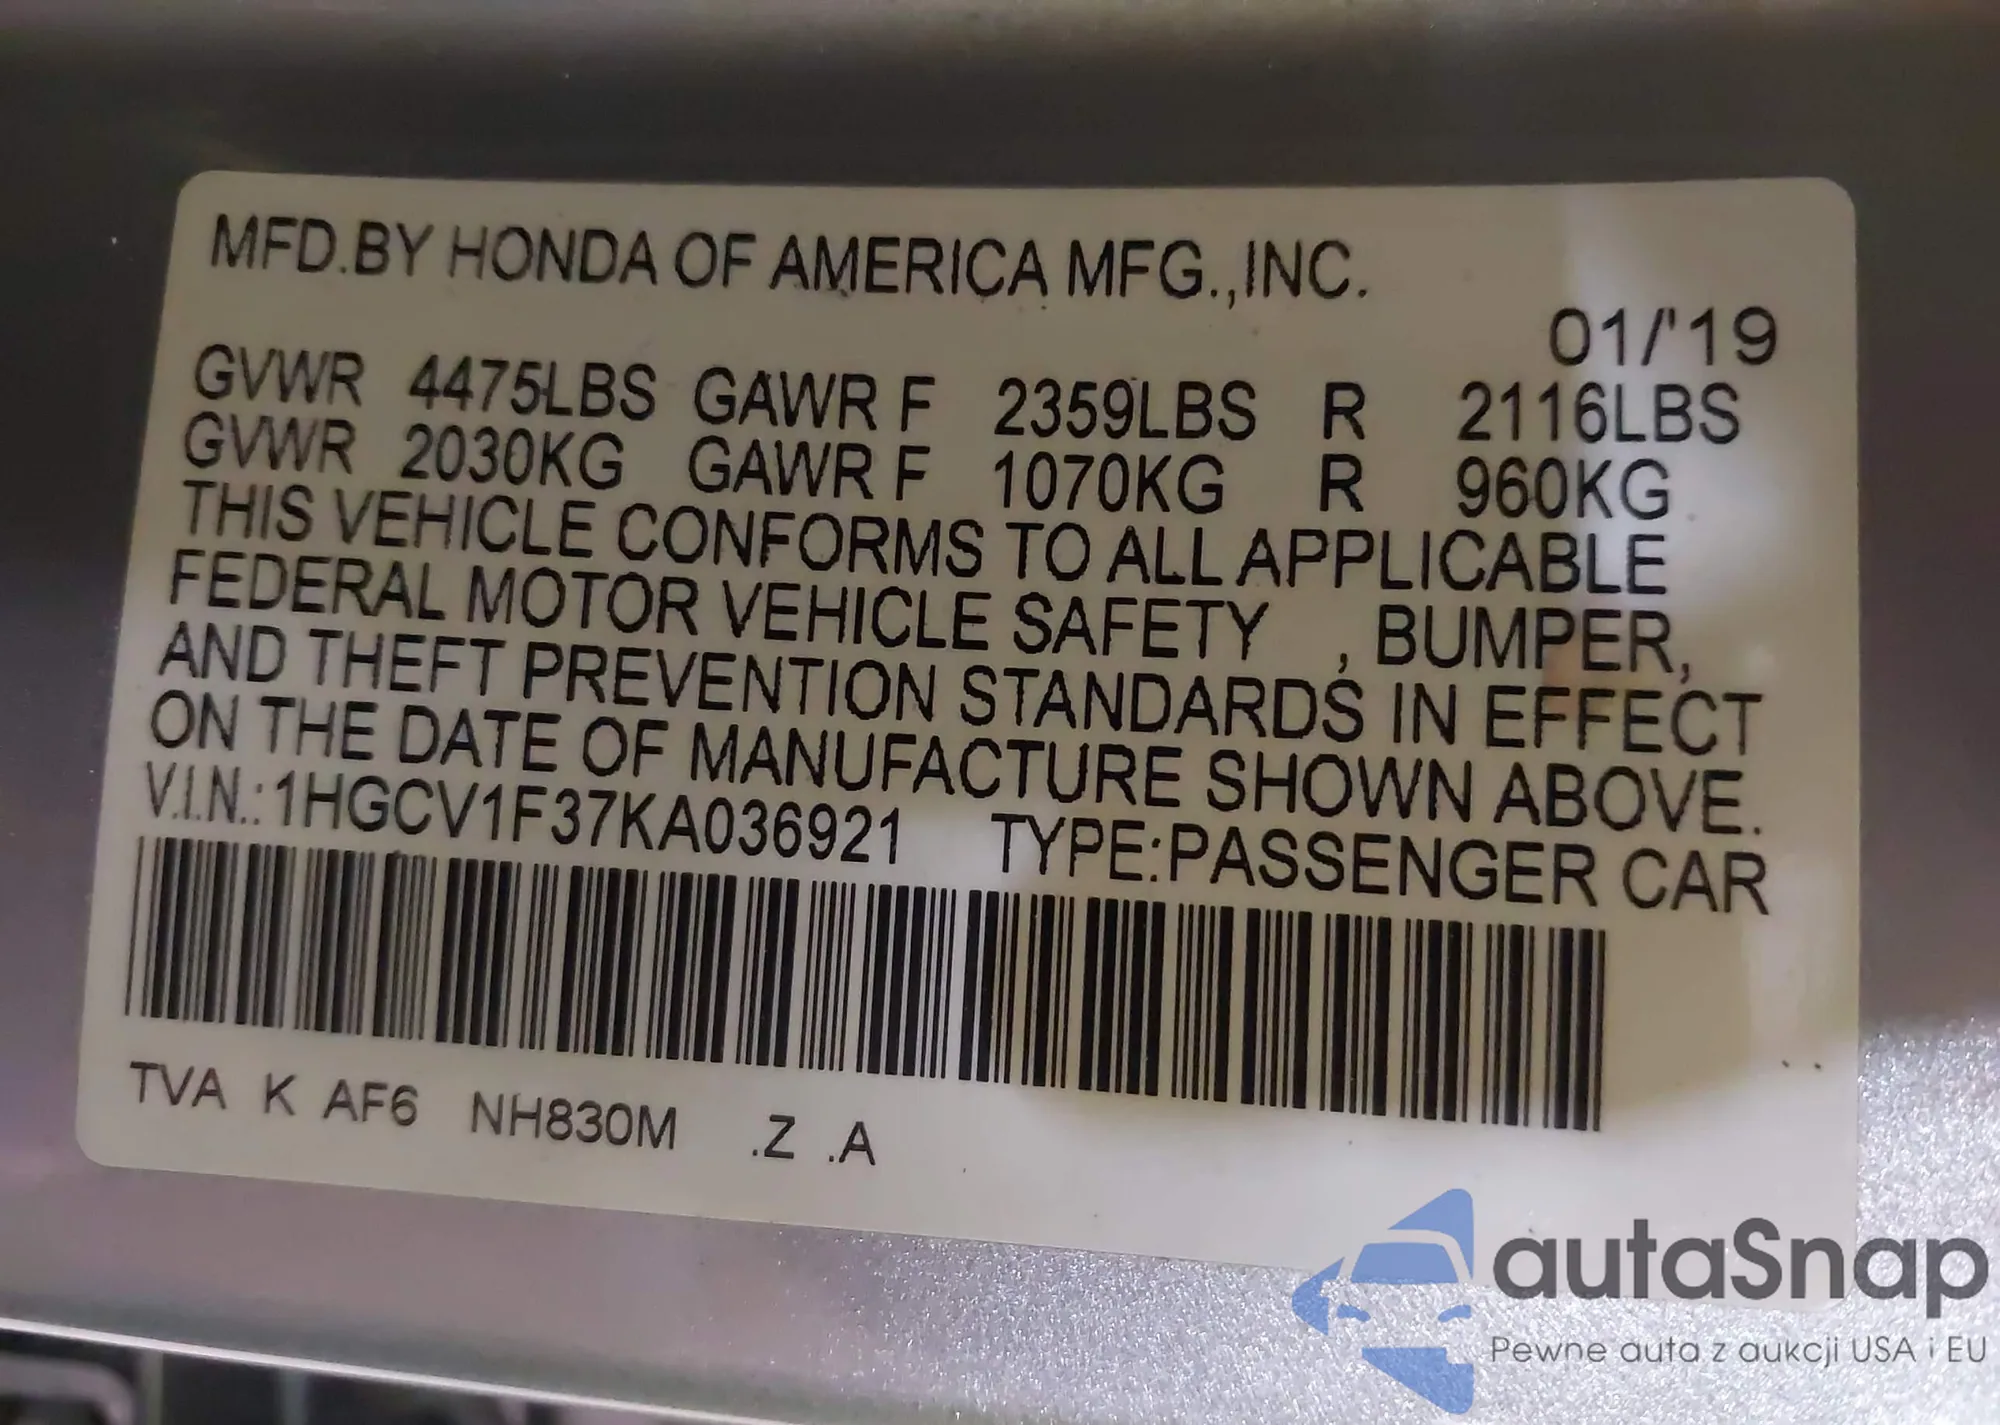 MFD.BY HONDA OF AMERICA MFG.,INC.
01/'19
GVWR 4475LBS GAWR F 2359LBS R 2116LBS
GVWR 2030KG GAWR F 1070KG R 960KG
THIS VEHICLE CONFORMS TO ALL APPLICABLE
FEDERAL MOTOR VEHICLE SAFETY , BUMPER,
AND THEFT PREVENTION STANDARDS IN EFFECT
ON THE DATE OF MANUFACTURE SHOWN ABOVE.
V.I.N.:1HGCV1F37KA036921 TYPE:PASSENGER CAR
TVA K AF6 NH830M .Z .A
autaSnap
Pewne auta z aukcji USA i EU